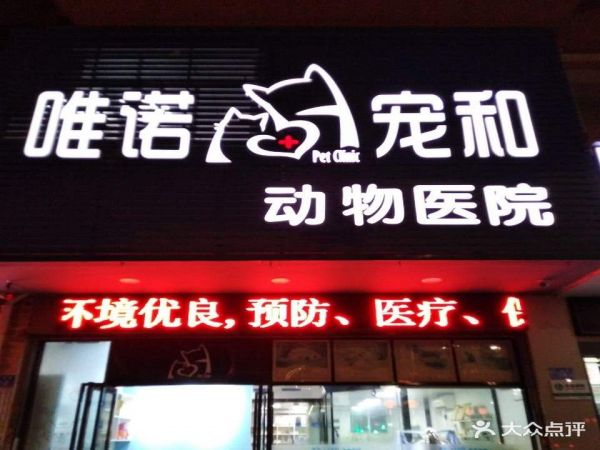 唯诺 宠和
Pet Clinic
动物医院
环境优良,预防、医疗、
大众点评